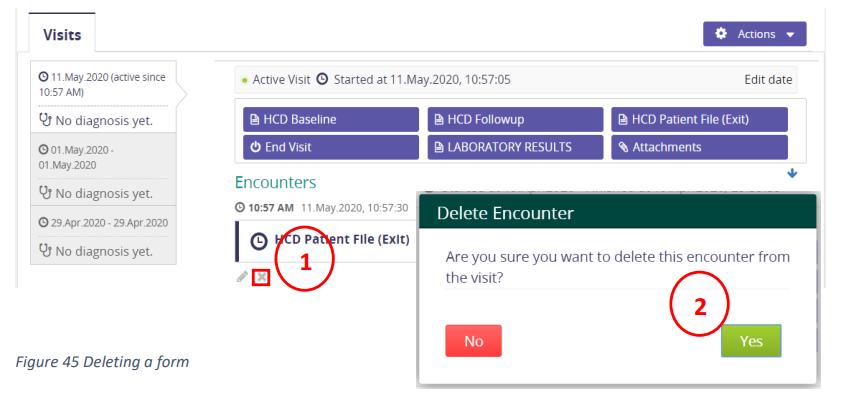 Visits
Actions
11.May.2020 (active since
10:57 AM)
No diagnosis yet.
01.May.2020 -
01.May.2020
No diagnosis yet.
29.Apr.2020 - 29.Apr.2020
No diagnosis yet.
Active Visit Started at 11.May.2020, 10:57:05 Edit date
HCD Baseline HCD Followup HCD Patient File (Exit)
End Visit LABORATORY RESULTS Attachments
Encounters
10:57 AM 11.May.2020, 10:57:30
HCD Patient File (Exit)
1
Delete Encounter
Are you sure you want to delete this encounter from
the visit?
2
No Yes
Figure 45 Deleting a form